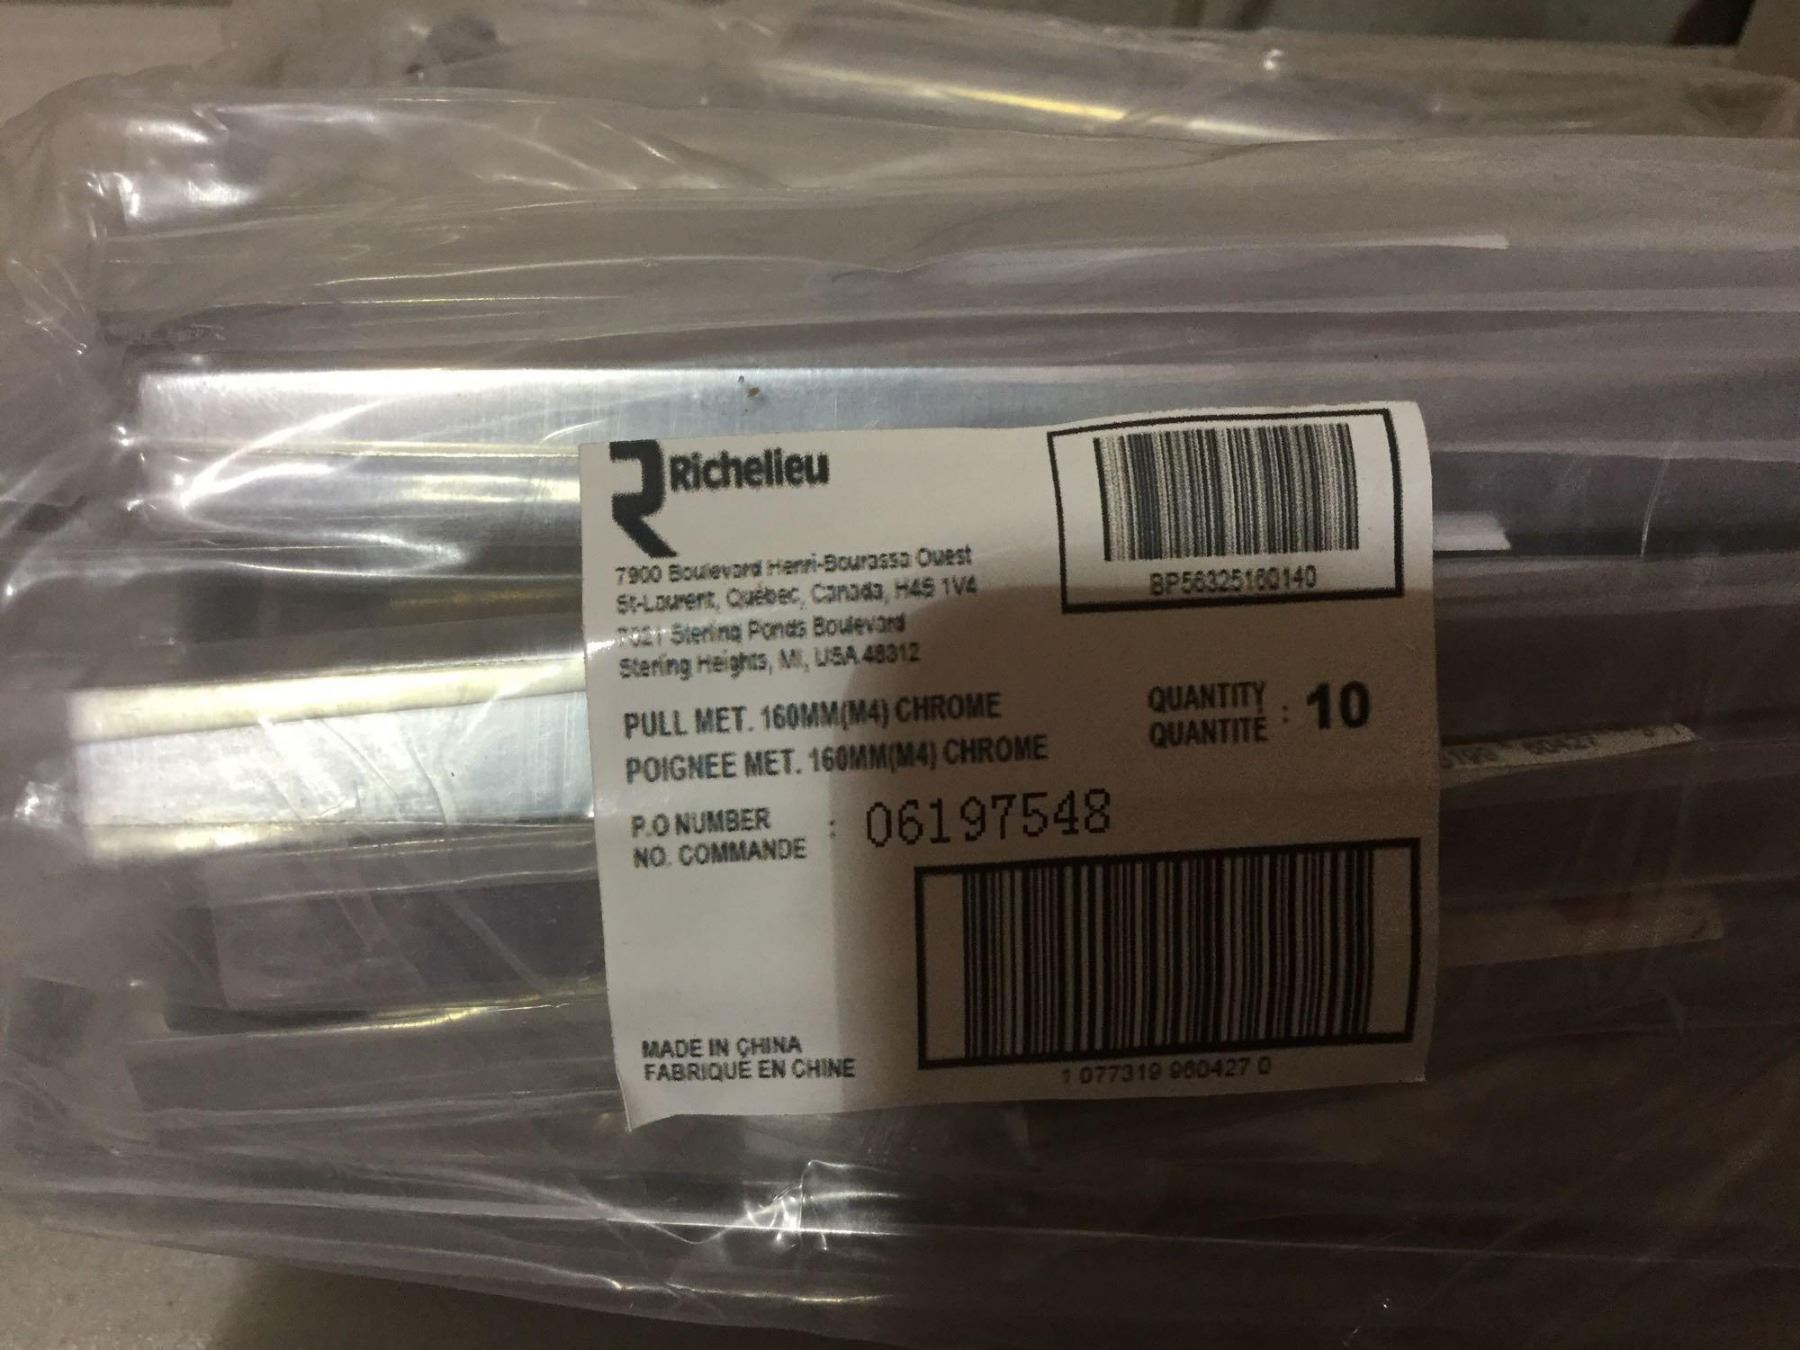 Richelieu
7900 Boulevard Henri-Bourassa Ouest
St-Laurent, Québec, Canada, H4S 1V4
7021 Sterling Ponds Boulevard
Sterling Heights, MI, USA 48312
BP56325160140
PULL MET. 160MM(M4) CHROME
POIGNEE MET. 160MM(M4) CHROME
QUANTITY
QUANTITÉ : 10
P.O NUMBER
NO. COMMANDE : 06197548
MADE IN CHINA
FABRIQUE EN CHINE
1 077319 960427 0